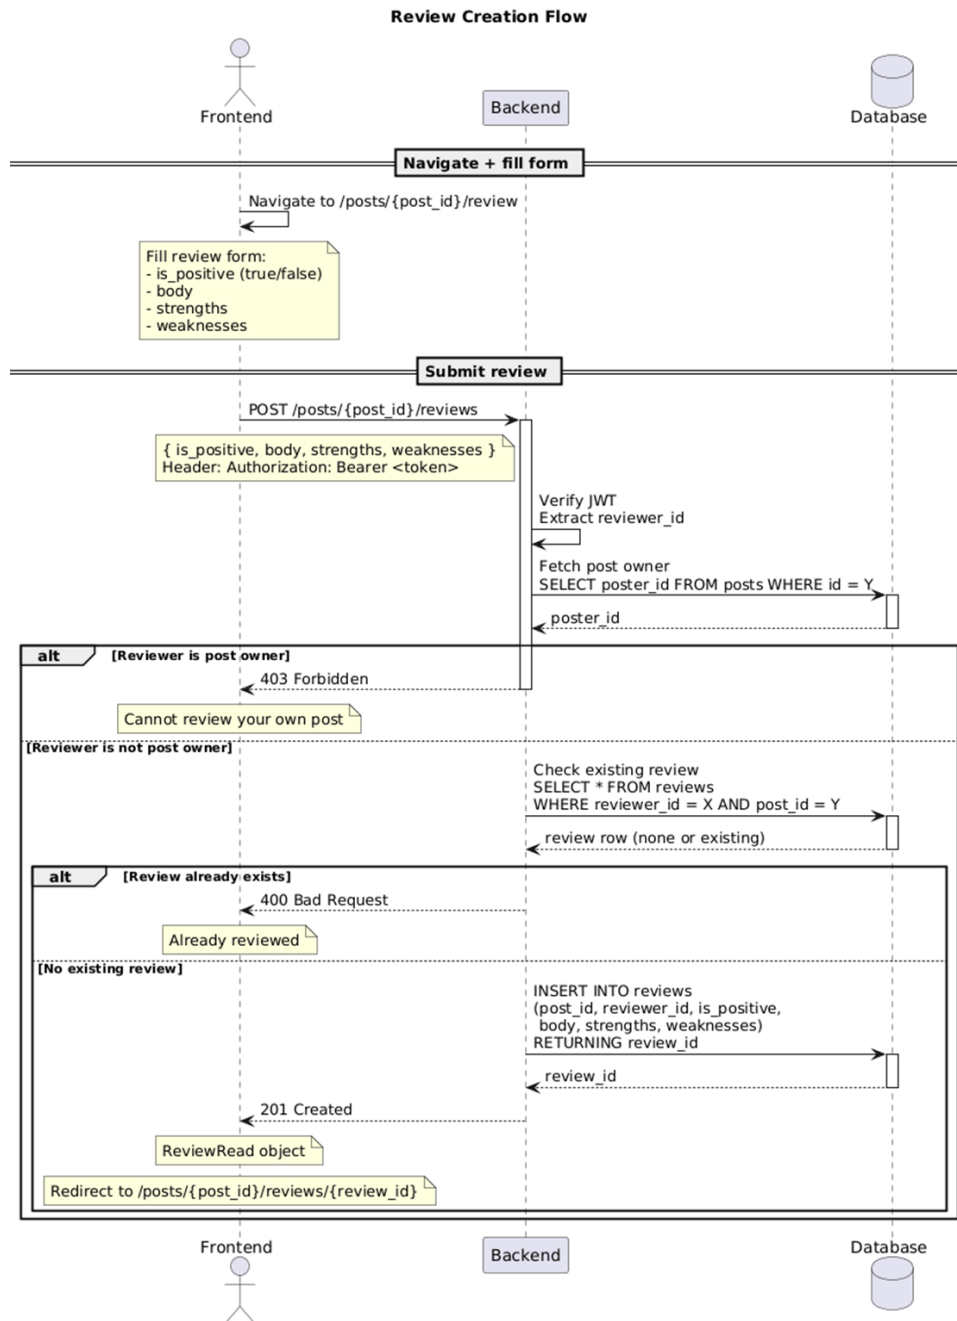 Review Creation Flow
Frontend
Backend
Database
Navigate + fill form
Navigate to /posts/{post_id}/review
Fill review form:
- is_positive (true/false)
- body
- strengths
- weaknesses
Submit review
POST /posts/{post_id}/reviews
{ is_positive, body, strengths, weaknesses }
Header: Authorization: Bearer <token>
Verify JWT
Extract reviewer_id
Fetch post owner
SELECT poster_id FROM posts WHERE id = Y
poster_id
alt [Reviewer is post owner]
403 Forbidden
Cannot review your own post
[Reviewer is not post owner]
Check existing review
SELECT * FROM reviews
WHERE reviewer_id = X AND post_id = Y
review row (none or existing)
alt [Review already exists]
400 Bad Request
Already reviewed
[No existing review]
INSERT INTO reviews
(post_id, reviewer_id, is_positive,
body, strengths, weaknesses)
RETURNING review_id
review_id
201 Created
ReviewRead object
Redirect to /posts/{post_id}/reviews/{review_id}
Frontend
Backend
Database